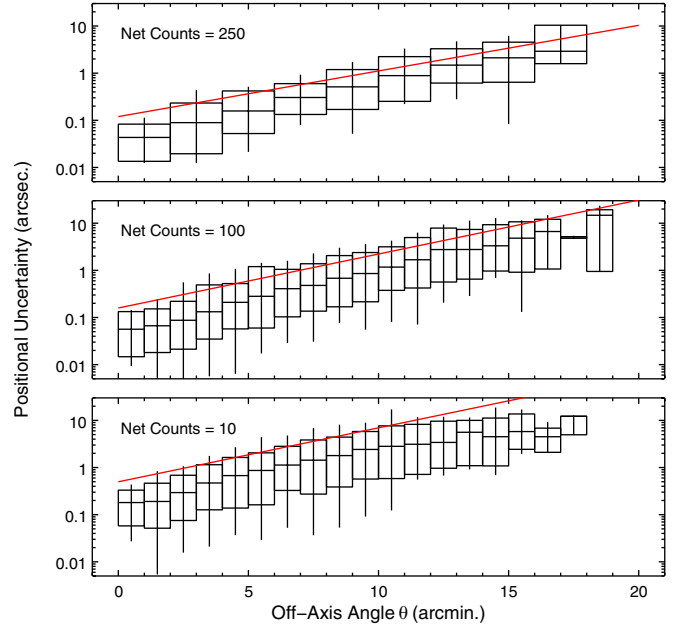 Net Counts = 250
10
1
0.1
0.01
Net Counts = 100
10
1
0.1
0.01
Net Counts = 10
10
1
0.1
0.01
Positional Uncertainty (arcsec.)
0 5 10 15 20
Off−Axis Angle θ (arcmin.)